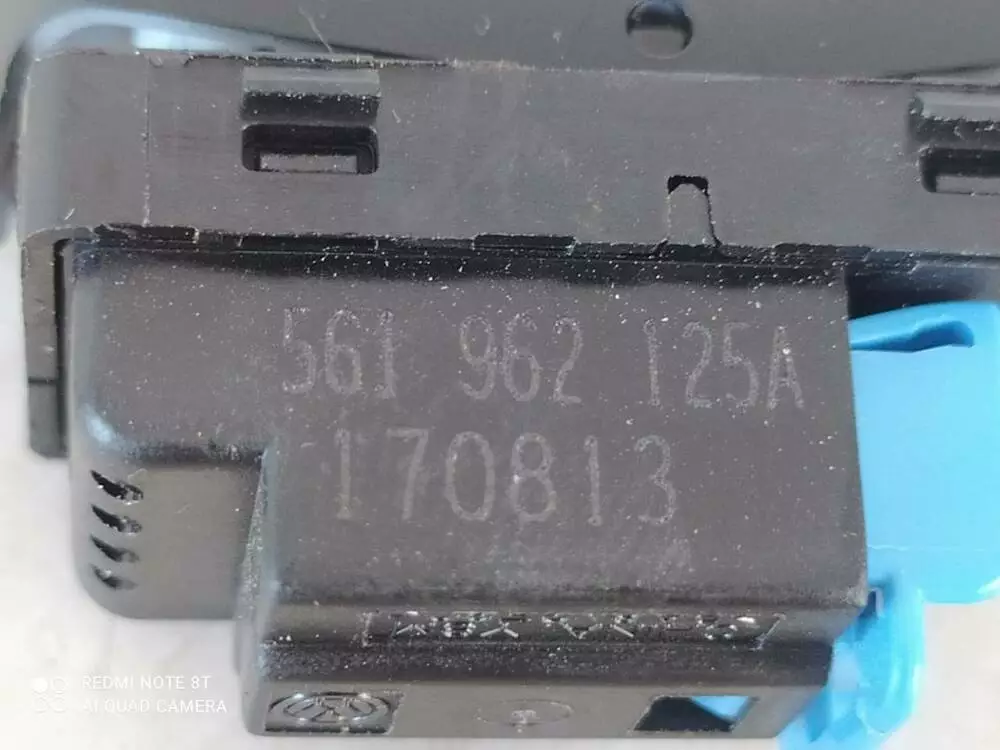 561 962 125A
170813
REDMI NOTE 8T
AI QUAD CAMERA